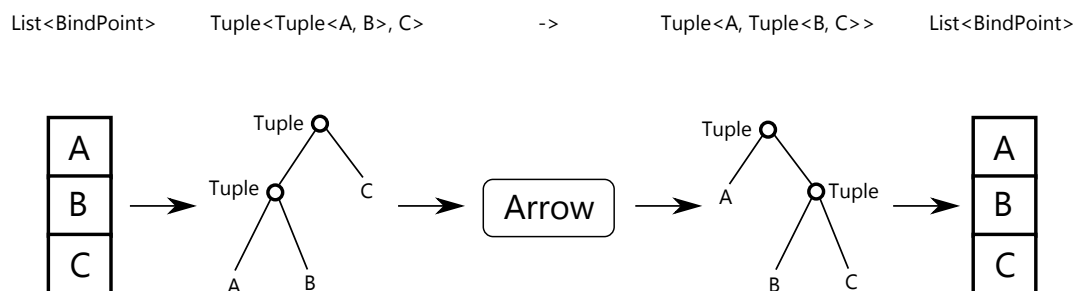 List<BindPoint> Tuple<Tuple<A, B>, C> -> Tuple<A, Tuple<B, C>> List<BindPoint>
A
B
C
Tuple
Tuple
C
A
B
Arrow
Tuple
A
Tuple
B
C
A
B
C